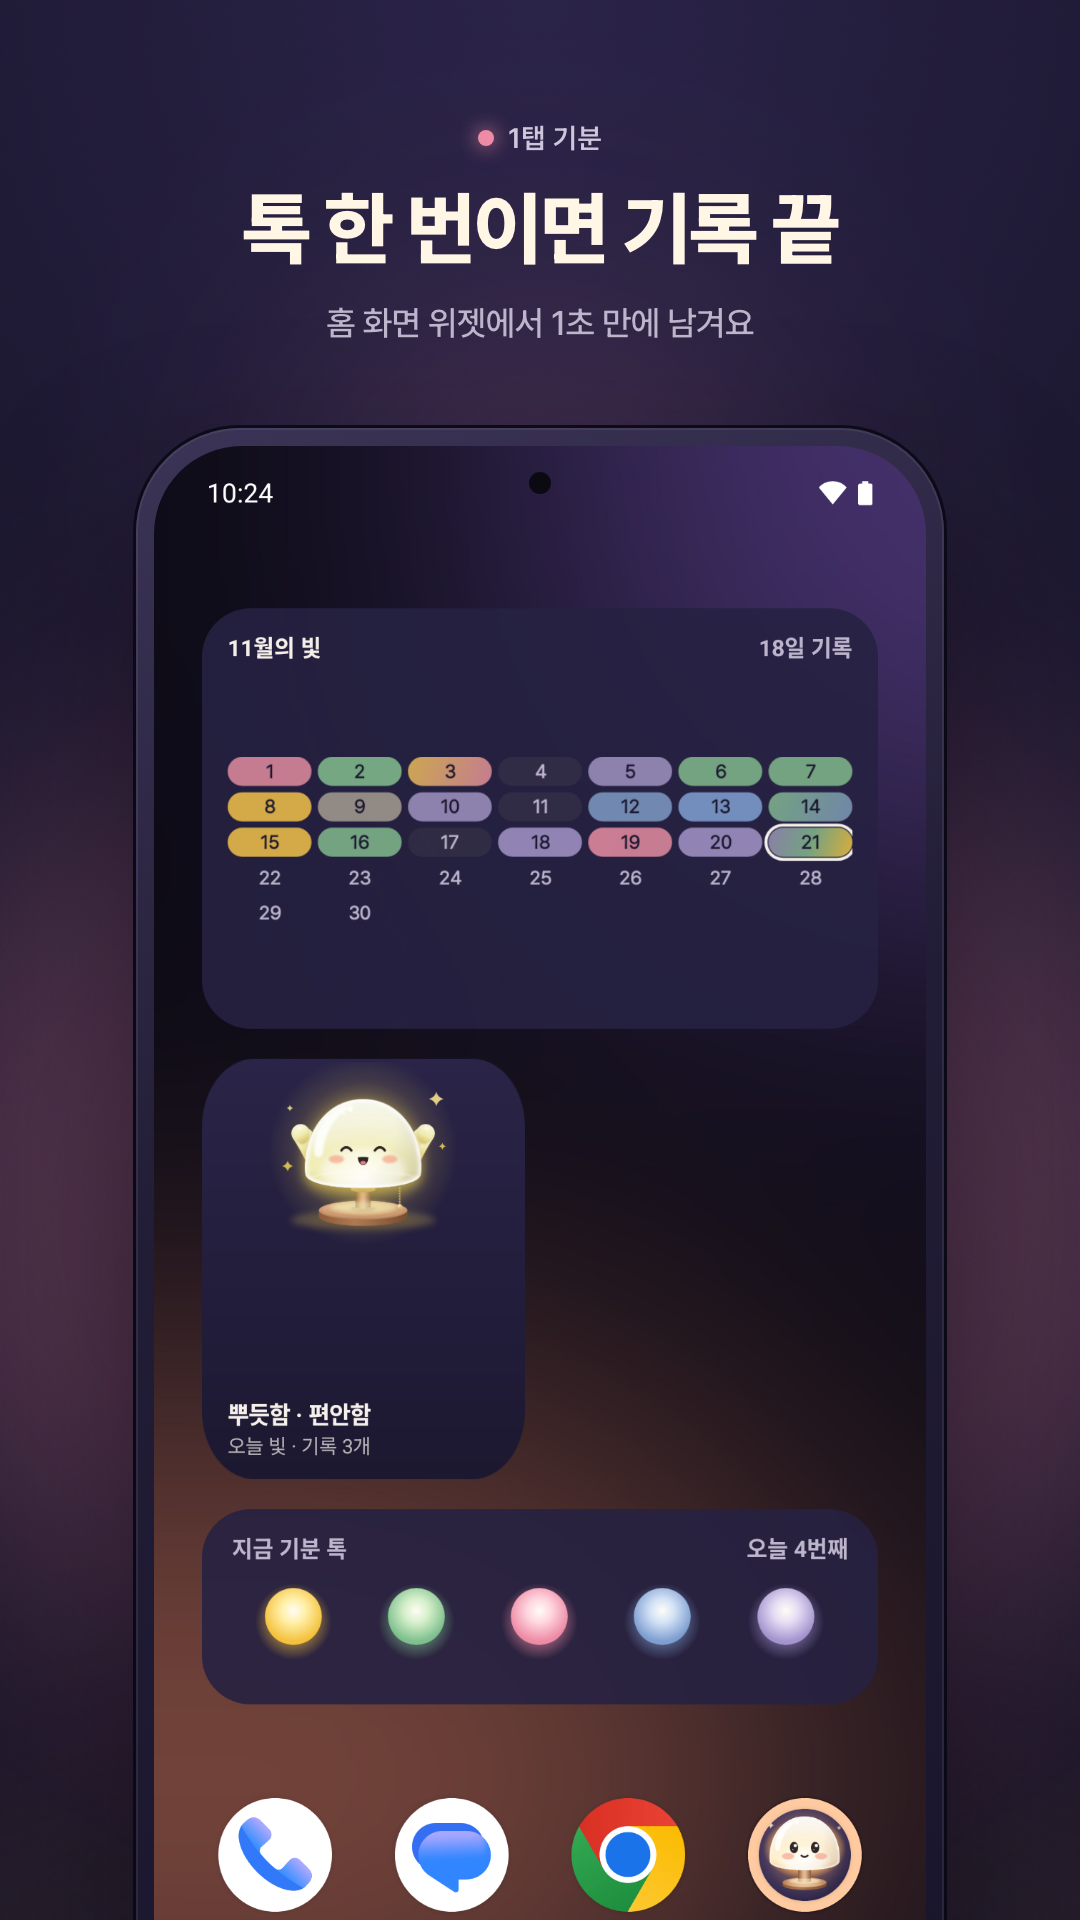 1탭 기분
톡 한 번이면 기록 끝
홈 화면 위젯에서 1초 만에 남겨요
10:24
11월의 빛 18일 기록
1 2 3 4 5 6 7
8 9 10 11 12 13 14
15 16 17 18 19 20 21
22 23 24 25 26 27 28
29 30
뿌듯함 · 편안함
오늘 빛 · 기록 3개
지금 기분 톡 오늘 4번째